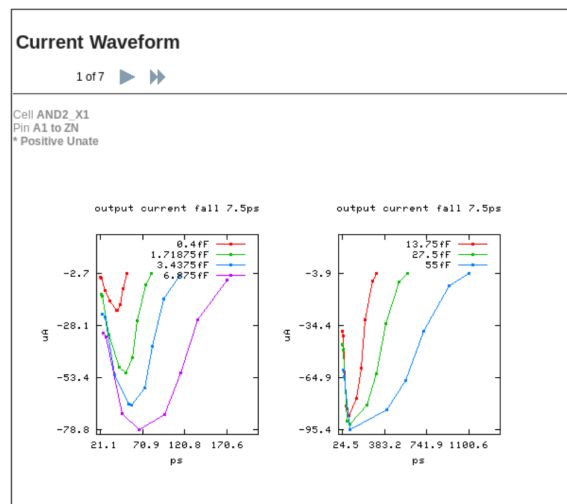 Current Waveform
1 of 7
Cell AND2_X1
Pin A1 to ZN
* Positive Unate
output current fall 7.5ps
0.4fF
1.71875fF
3.4375fF
6.875fF
-2.7
-28.1
-53.4
-78.8
uA
21.1 70.9 120.8 170.6
ps
output current fall 7.5ps
13.75fF
27.5fF
55fF
-3.9
-34.4
-64.9
-95.4
uA
24.5 383.2 741.9 1100.6
ps